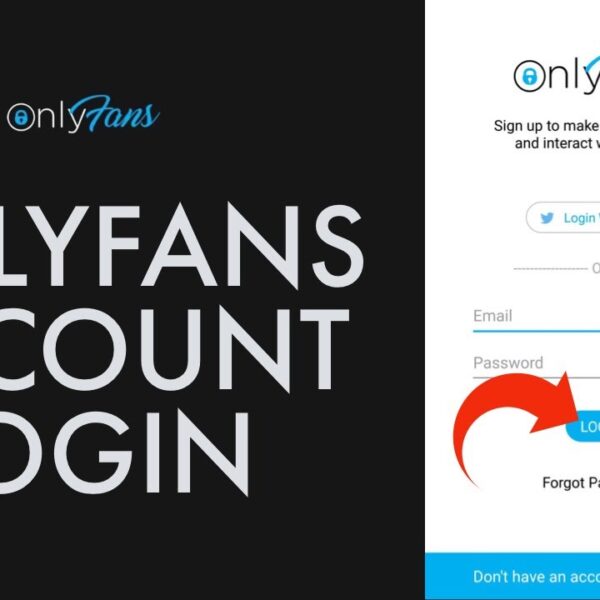 OnlyFans
LYFANS
COUNT
OGIN
Only
Sign up to make
and interact w
Login
O
Email
Password
LOG
Forgot Pa
Don't have an acco